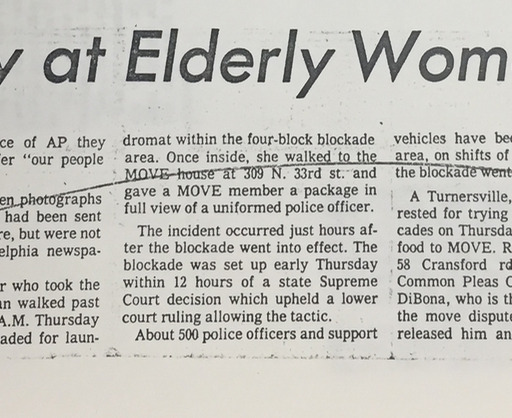 y at Elderly Wom
ce of AP, they
er "our people
en photographs
had been sent
re, but were not
elphia newspa-
r who took the
an walked past
A.M. Thursday
aded for laun-
dromat within the four-block blockade
area. Once inside, she walked to the
MOVE house at 309 N. 33rd st. and
gave a MOVE member a package in
full view of a uniformed police officer.
The incident occurred just hours af-
ter the blockade went into effect. The
blockade was set up early Thursday
within 12 hours of a state Supreme
Court decision which upheld a lower
court ruling allowing the tactic.
About 500 police officers and support
vehicles have bee
area, on shifts of
the blockade went
A Turnersville,
rested for trying
cades on Thursda
food to MOVE. R
58 Cransford rd
Common Pleas C
DiBona, who is th
the move dispute
released him an